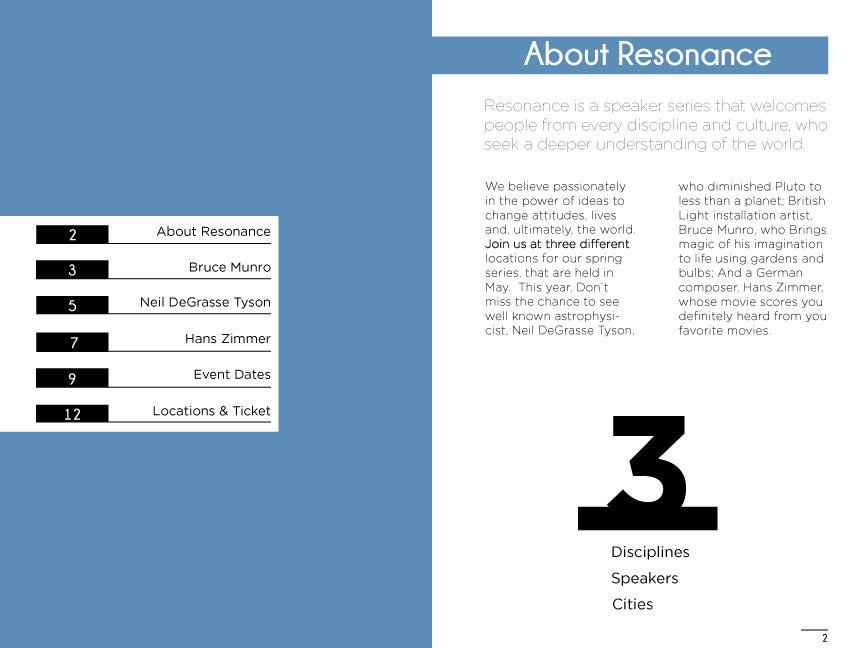 2 About Resonance
3 Bruce Munro
5 Neil DeGrasse Tyson
7 Hans Zimmer
9 Event Dates
12 Locations & Ticket
About Resonance
Resonance is a speaker series that welcomes
people from every discipline and culture, who
seek a deeper understanding of the world.
We believe passionately
in the power of ideas to
change attitudes, lives
and, ultimately, the world.
Join us at three different
locations for our spring
series, that are held in
May.  This year, Don't
miss the chance to see
well known astrophysi-
cist, Neil DeGrasse Tyson,
who diminished Pluto to
less than a planet; British
Light installation artist,
Bruce Munro, who Brings
magic of his imagination
to life using gardens and
bulbs; And a German
composer, Hans Zimmer,
whose movie scores you
definitely heard from you
favorite movies.
3
Disciplines
Speakers
Cities
2